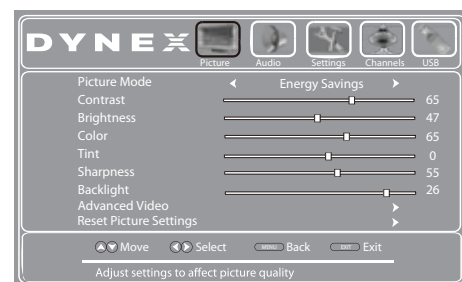 DYNEX
Picture Audio Settings Channels USB
Picture Mode Energy Savings
Contrast 65
Brightness 47
Color 65
Tint 0
Sharpness 55
Backlight 26
Advanced Video
Reset Picture Settings
Move Select MENU Back EXIT Exit
Adjust settings to affect picture quality